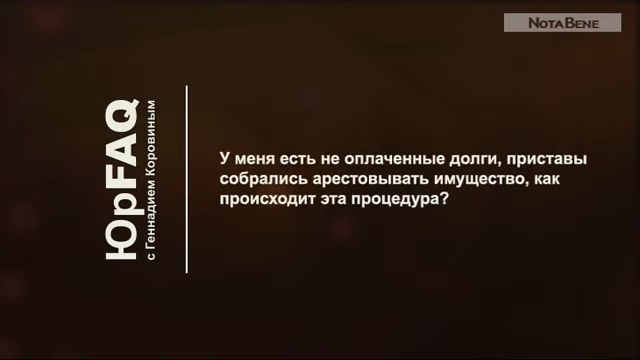 NOTABENE
ЮрFAQ
с Геннадием Коровиным
У меня есть не оплаченные долги, приставы
собрались арестовывать имущество, как
происходит эта процедура?